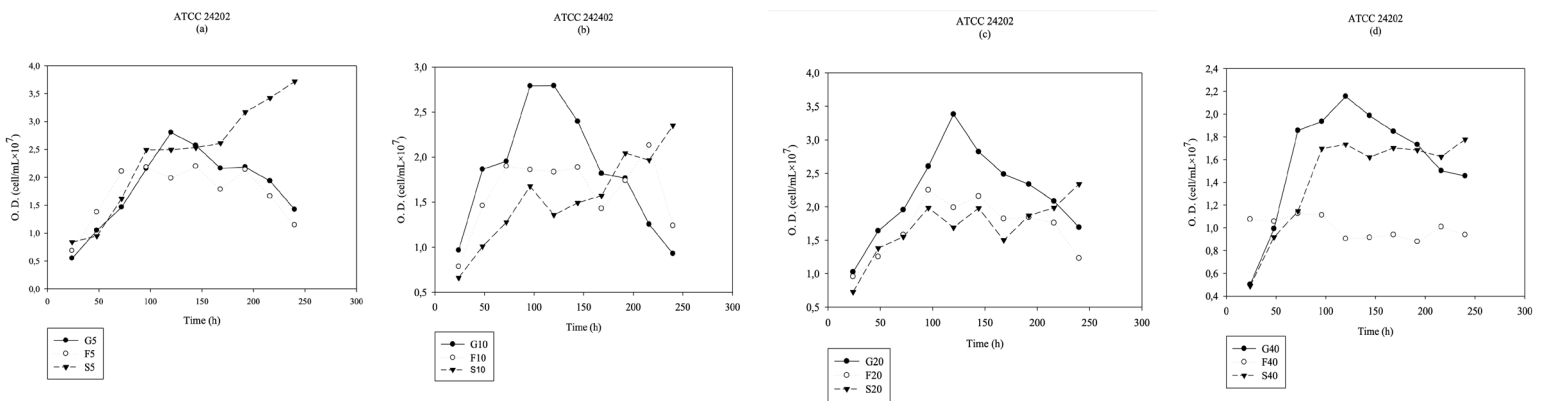 ATCC 24202
(a)
4,0
3,5
3,0
2,5
2,0
1,5
1,0
0,5
0,0
O. D. (cell/mL×10⁷)
0
50
100
150
200
250
300
Time (h)
G5
F5
S5
ATCC 242402
(b)
3,0
2,5
2,0
1,5
1,0
0,5
O. D. (cell/mL×10⁷)
0
50
100
150
200
250
300
Time (h)
G10
F10
S10
ATCC 24202
(c)
4,0
3,5
3,0
2,5
2,0
1,5
1,0
0,5
O. D. (cell/mL×10⁷)
0
50
100
150
200
250
300
Time (h)
G20
F20
S20
ATCC 24202
(d)
2,4
2,2
2,0
1,8
1,6
1,4
1,2
1,0
0,8
0,6
0,4
O. D. (cell/mL×10⁷)
0
50
100
150
200
250
300
Time (h)
G40
F40
S40